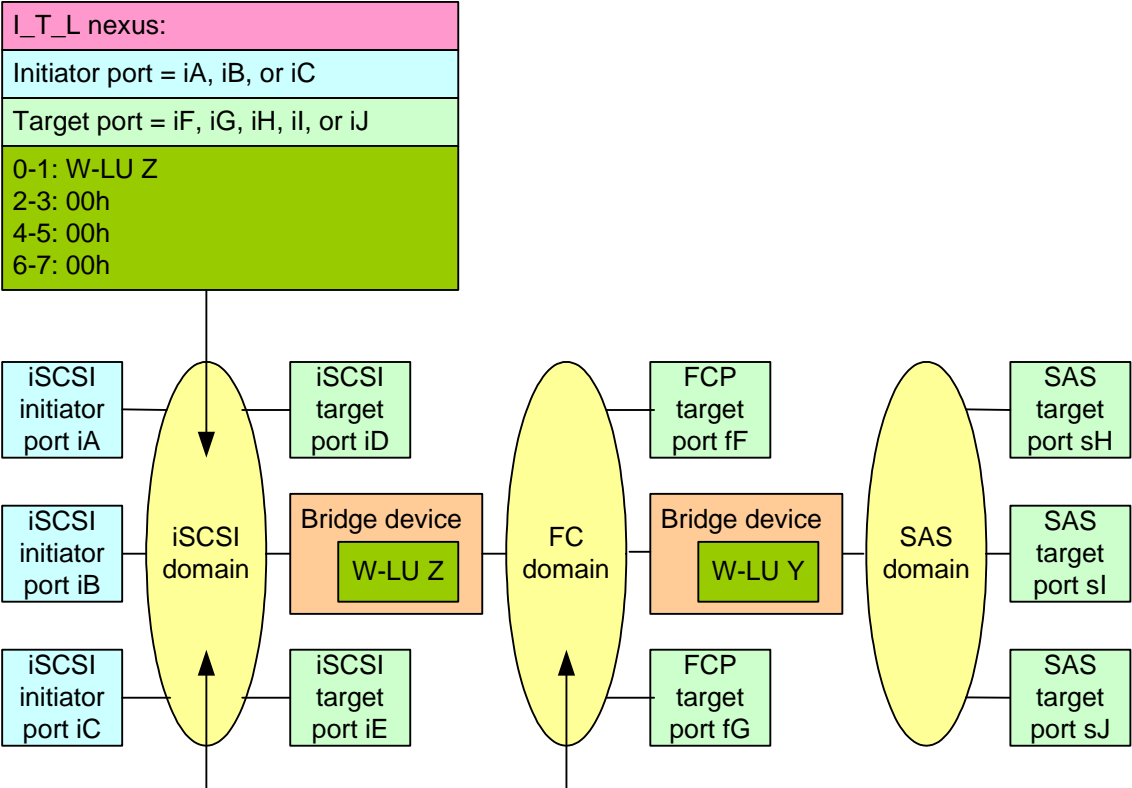 I_T_L nexus:
Initiator port = iA, iB, or iC
Target port = iF, iG, iH, iI, or iJ
0-1: W-LU Z
2-3: 00h
4-5: 00h
6-7: 00h
iSCSI
initiator
port iA
iSCSI
target
port iD
FCP
target
port fF
SAS
target
port sH
iSCSI
initiator
port iB
iSCSI
domain
Bridge device
W-LU Z
FC
domain
Bridge device
W-LU Y
SAS
domain
SAS
target
port sI
iSCSI
initiator
port iC
iSCSI
target
port iE
FCP
target
port fG
SAS
target
port sJ